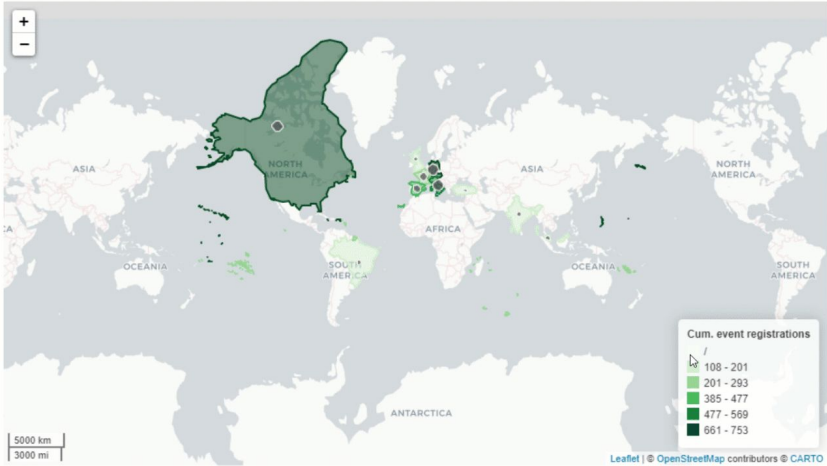 +
−
NORTH
AMERICA
ASIA
ASIA
NORTH
AMERICA
AFRICA
OCEANIA
SOUTH
AMERICA
OCEANIA
SOUTH
AMERICA
Cum. event registrations
/
108 - 201
201 - 293
385 - 477
477 - 569
661 - 753
ANTARCTICA
5000 km
3000 mi
Leaflet | © OpenStreetMap contributors © CARTO